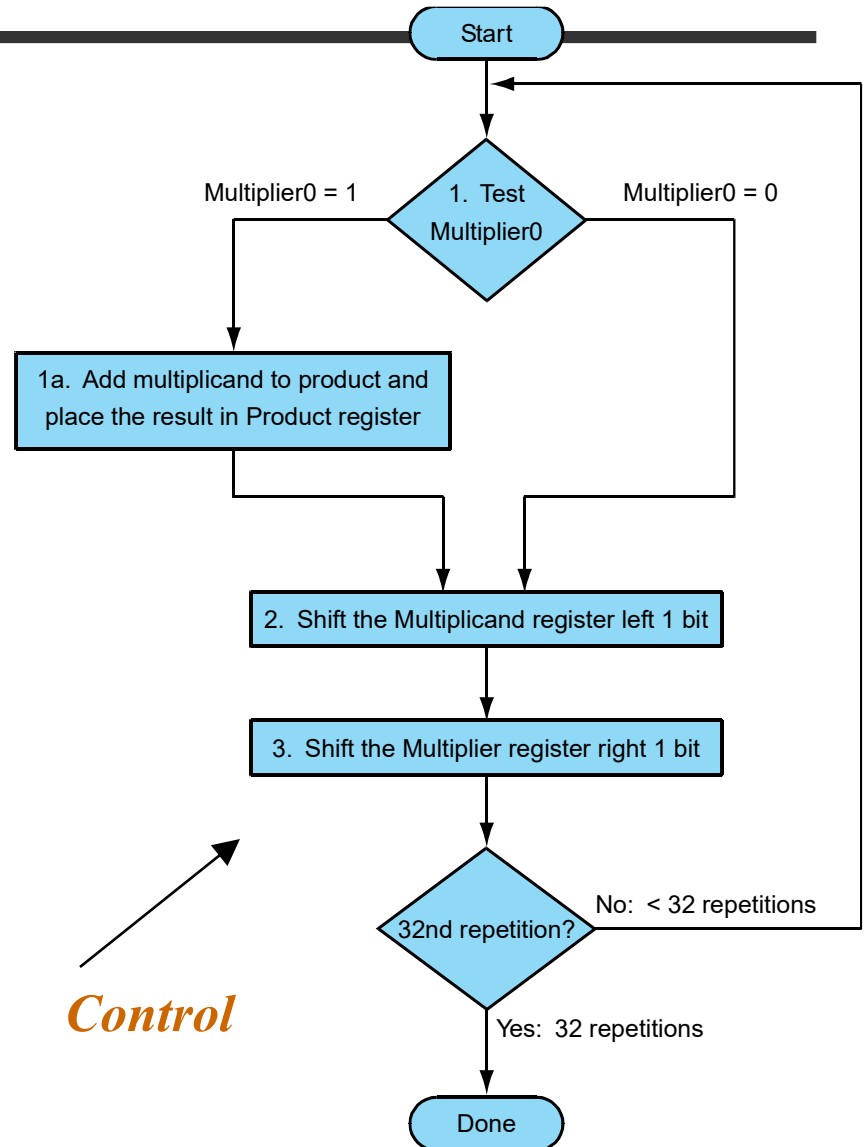 Start
1. Test
Multiplier0
Multiplier0 = 1
Multiplier0 = 0
1a. Add multiplicand to product and
place the result in Product register
2. Shift the Multiplicand register left 1 bit
3. Shift the Multiplier register right 1 bit
32nd repetition?
No: < 32 repetitions
Control
Yes: 32 repetitions
Done